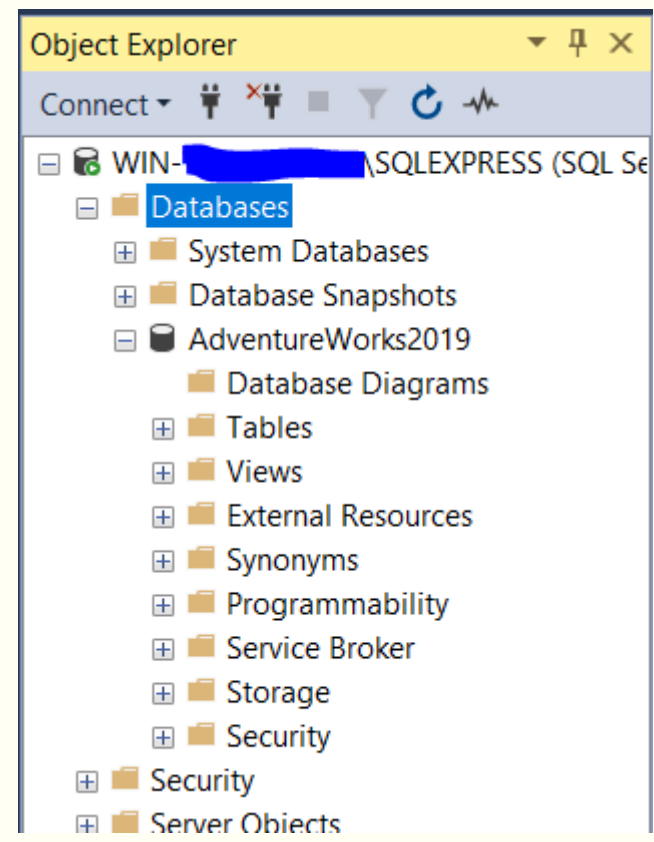 Object Explorer
Connect
WIN- \SQLEXPRESS (SQL Se
Databases
System Databases
Database Snapshots
AdventureWorks2019
Database Diagrams
Tables
Views
External Resources
Synonyms
Programmability
Service Broker
Storage
Security
Security
Server Objects